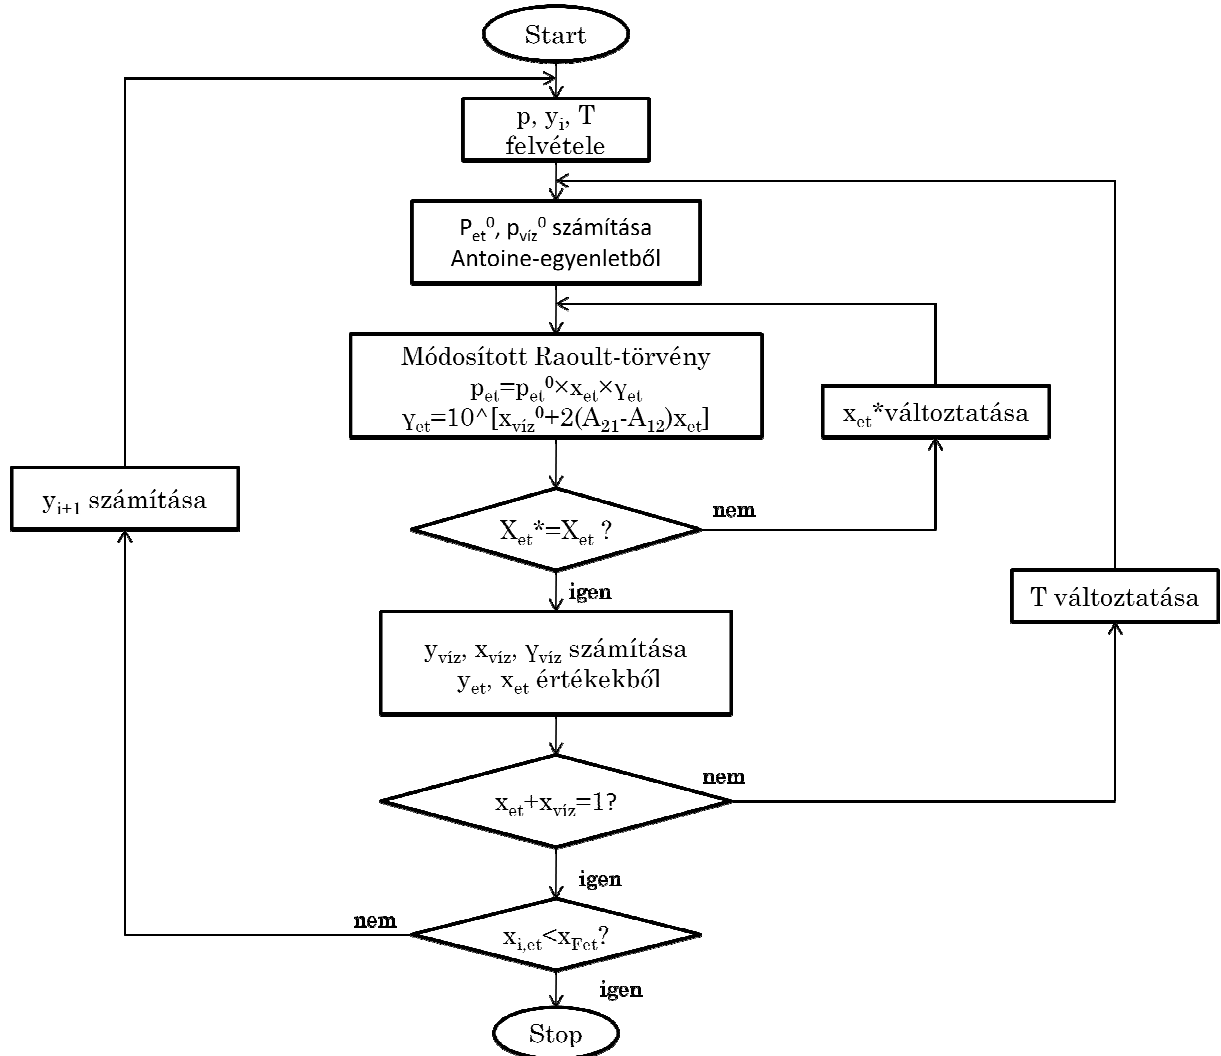 Start
p, yᵢ, T
felvétele
Pₑₜ⁰, pᵥíz⁰ számítása
Antoine-egyenletből
Módosított Raoult-törvény
pₑₜ=pₑₜ⁰×xₑₜ×γₑₜ
γₑₜ=10^[xᵥíz⁰+2(A₂₁-A₁₂)xₑₜ]
xₑₜ*változtatása
yᵢ₊₁ számítása
Xₑₜ*=Xₑₜ ?
nem
igen
T változtatása
yᵥíz, xᵥíz, γᵥíz számítása
yₑₜ, xₑₜ értékekből
nem
xₑₜ+xᵥíz=1?
igen
nem
xi,et<xFet?
igen
Stop